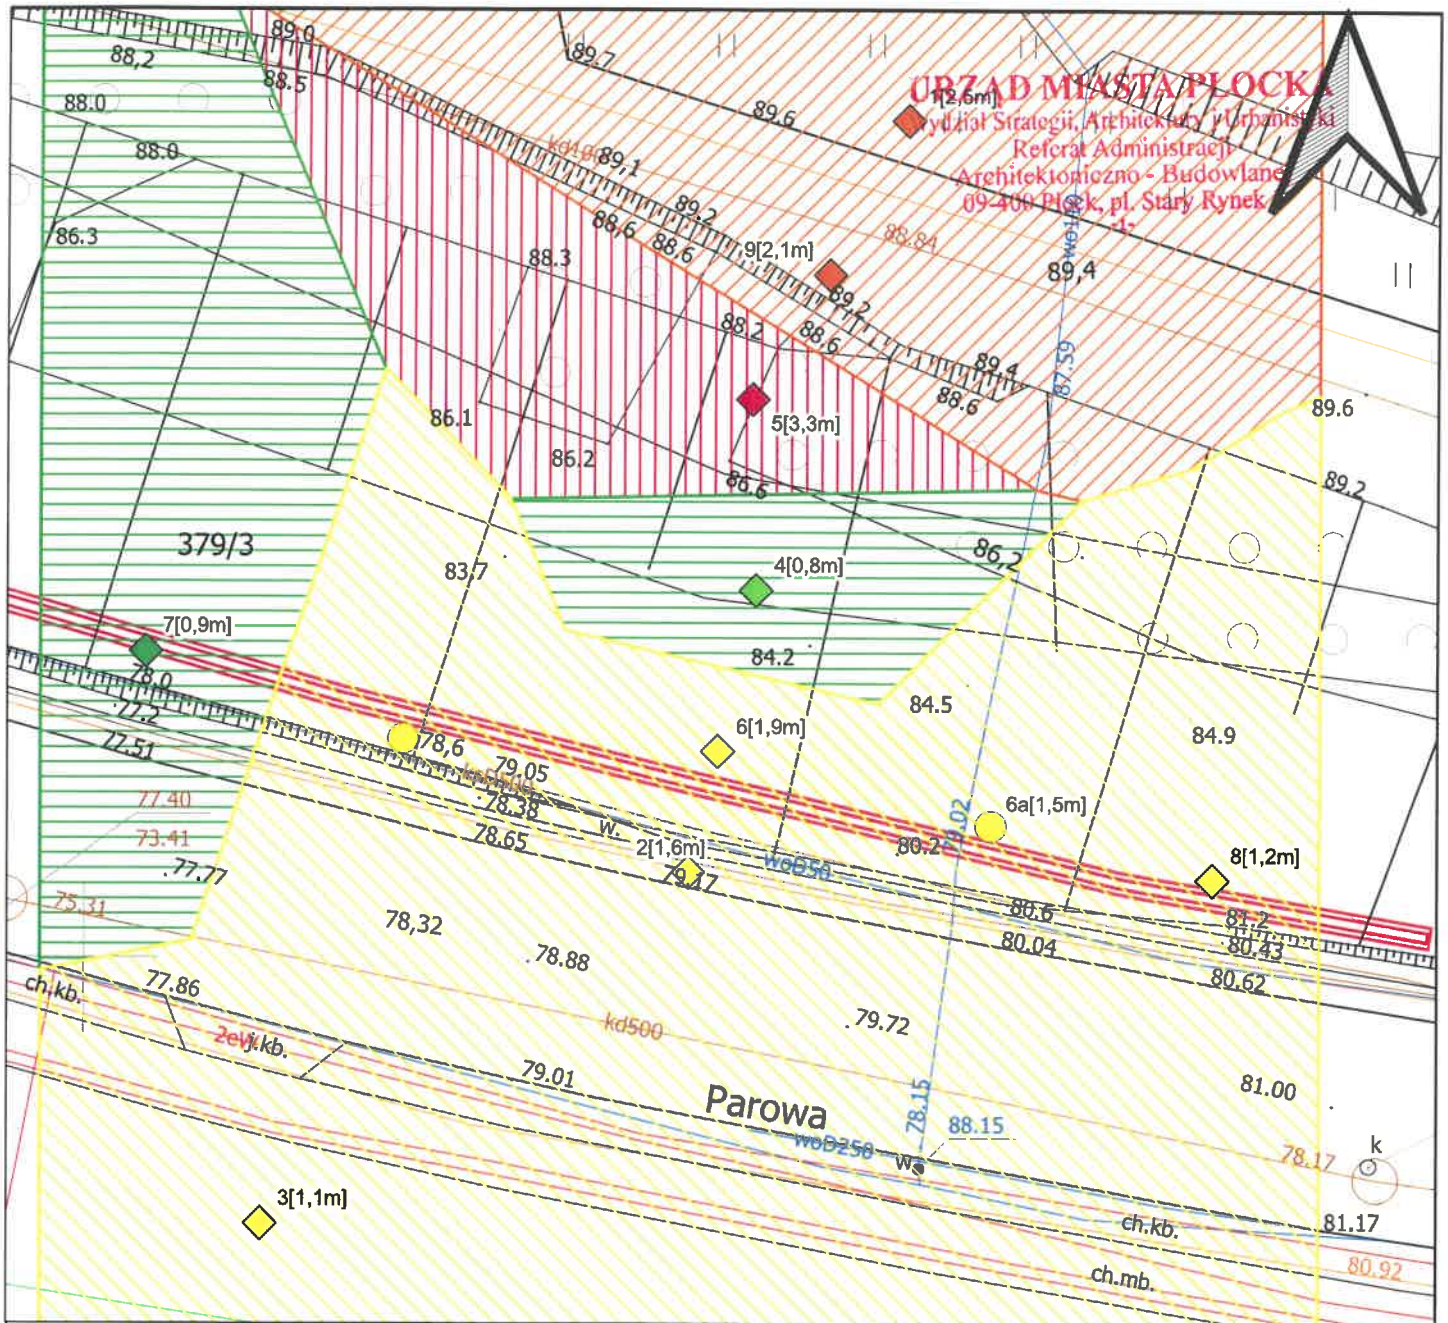 89.0
89.7
88,2
88.5
88.0
89.6
URZĄD MIASTA PŁOCKA
1[2,6m]
Wydział Strategii, Architektury i Urbanistyki
Referat Administracji
Architektoniczno - Budowlane
09-400 Płock, pl. Stary Rynek
-1-
88.0
89,1
89.2
86.3
88,6
88.6
88.84
9[2,1m]
88.3
89,4
89.2
88.2
88,6
87.59
89.4
88.6
89.6
86.1
5[3,3m]
86.2
86.6
89.2
379/3
83,7
86,2
4[0,8m]
7[0,9m]
84.2
78.0
77.2
84.5
77.51
78,6
6[1,9m]
84.9
79.05
ksD500
78.38
77.40
6a[1,5m]
79.02
w.
78.65
73.41
2[1,6m]
80.2
8[1,2m]
woD50
79.17
.77.77
75.31
80.6
81.2
78,32
80.04
80.43
78.88
80.62
77.86
ch.kb.
kd500
79.72
2eW
j.kb.
79.01
81.00
Parowa
78.15
88.15
woD250
k
w
78.17
3[1,1m]
ch.kb.
81.17
80.92
ch.mb.